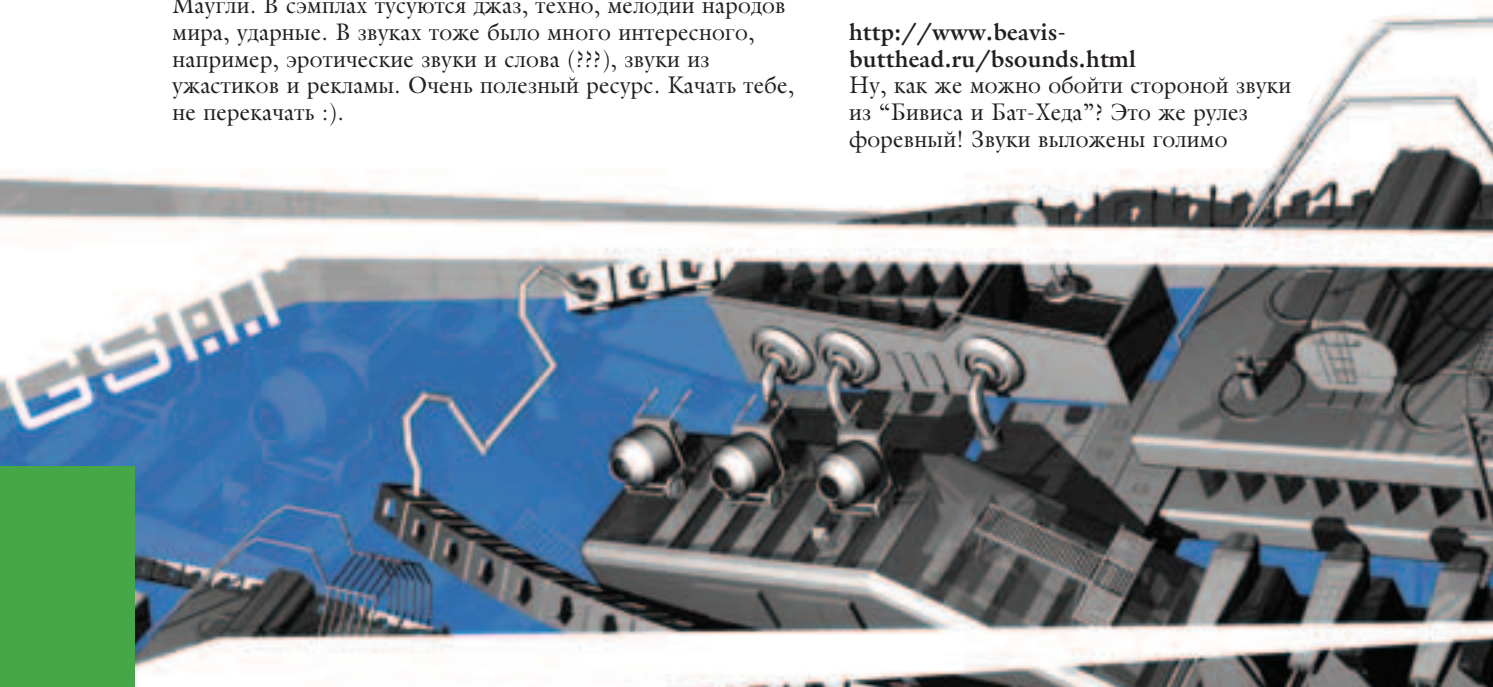 Маугли. В сэмплах тусуются джаз, техно, мелодии народов
мира, ударные. В звуках тоже было много интересного,
например, эротические звуки и слова (???), звуки из
ужастиков и рекламы. Очень полезный ресурс. Качать тебе,
не перекачать :).
http://www.beavis-
butthead.ru/bsounds.html
Ну, как же можно обойти стороной звуки
из “Бивиса и Бат-Хеда”? Это же рулез
форевный! Звуки выложены голимо